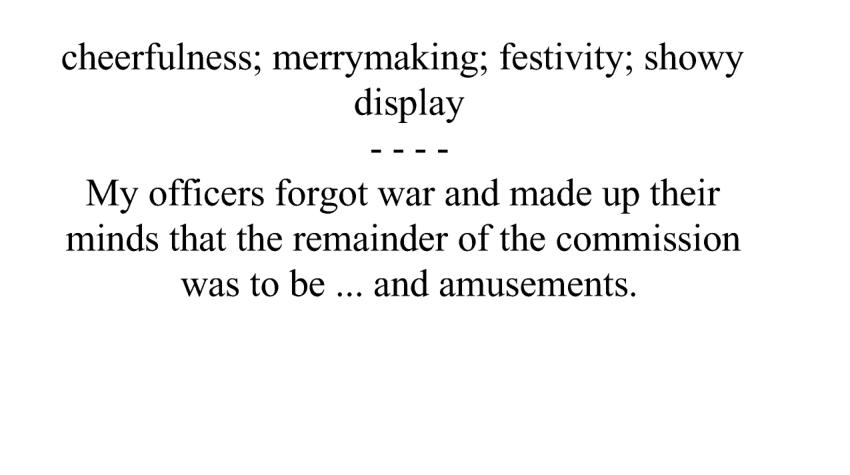 cheerfulness; merrymaking; festivity; showy
display
- - - -
My officers forgot war and made up their
minds that the remainder of the commission
was to be ... and amusements.